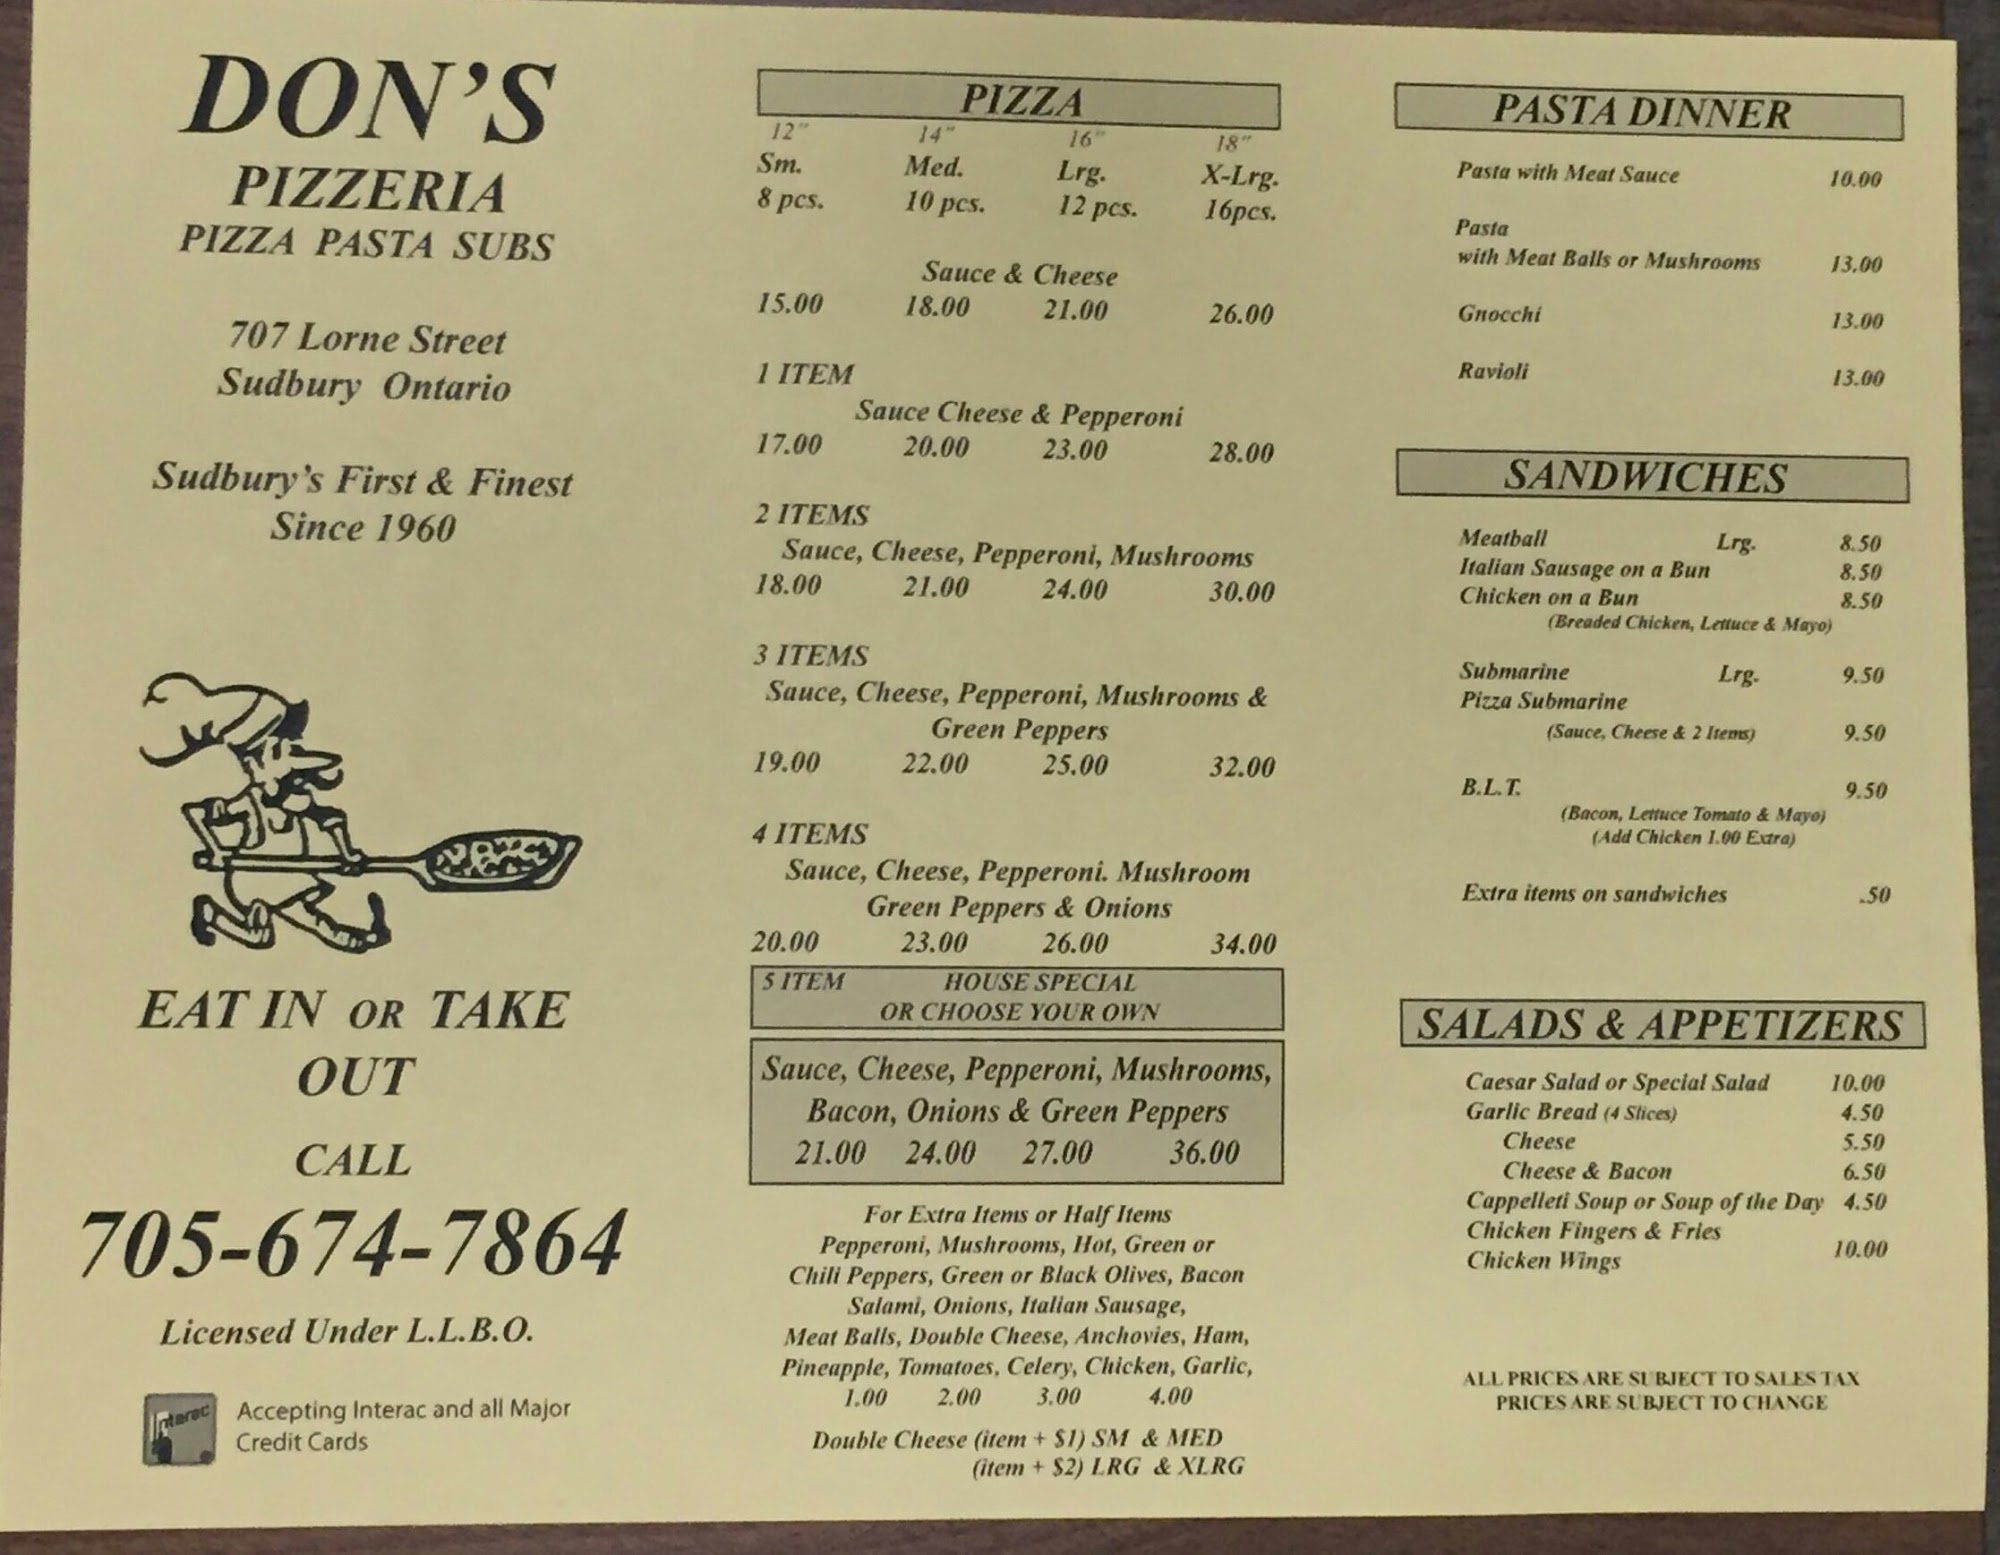 DON'S
PIZZERIA
PIZZA PASTA SUBS
707 Lorne Street
Sudbury Ontario
Sudbury's First & Finest
Since 1960
EAT IN OR TAKE
OUT
CALL
705-674-7864
Licensed Under L.L.B.O.
Interac
Accepting Interac and all Major
Credit Cards
PIZZA
12" 14" 16" 18"
Sm. Med. Lrg. X-Lrg.
8 pcs. 10 pcs. 12 pcs. 16pcs.
Sauce & Cheese
15.00 18.00 21.00 26.00
1 ITEM
Sauce Cheese & Pepperoni
17.00 20.00 23.00 28.00
2 ITEMS
Sauce, Cheese, Pepperoni, Mushrooms
18.00 21.00 24.00 30.00
3 ITEMS
Sauce, Cheese, Pepperoni, Mushrooms &
Green Peppers
19.00 22.00 25.00 32.00
4 ITEMS
Sauce, Cheese, Pepperoni. Mushroom
Green Peppers & Onions
20.00 23.00 26.00 34.00
5 ITEM HOUSE SPECIAL
OR CHOOSE YOUR OWN
Sauce, Cheese, Pepperoni, Mushrooms,
Bacon, Onions & Green Peppers
21.00 24.00 27.00 36.00
For Extra Items or Half Items
Pepperoni, Mushrooms, Hot, Green or
Chili Peppers, Green or Black Olives, Bacon
Salami, Onions, Italian Sausage,
Meat Balls, Double Cheese, Anchovies, Ham,
Pineapple, Tomatoes, Celery, Chicken, Garlic,
1.00 2.00 3.00 4.00
Double Cheese (item + $1) SM & MED
(item + $2) LRG & XLRG
PASTA DINNER
Pasta with Meat Sauce 10.00
Pasta
with Meat Balls or Mushrooms 13.00
Gnocchi 13.00
Ravioli 13.00
SANDWICHES
Meatball Lrg. 8.50
Italian Sausage on a Bun 8.50
Chicken on a Bun 8.50
(Breaded Chicken, Lettuce & Mayo)
Submarine Lrg. 9.50
Pizza Submarine
(Sauce, Cheese & 2 Items) 9.50
B.L.T. 9.50
(Bacon, Lettuce Tomato & Mayo)
(Add Chicken 1.00 Extra)
Extra items on sandwiches .50
SALADS & APPETIZERS
Caesar Salad or Special Salad 10.00
Garlic Bread (4 Slices) 4.50
Cheese 5.50
Cheese & Bacon 6.50
Cappelleti Soup or Soup of the Day 4.50
Chicken Fingers & Fries
10.00
Chicken Wings
ALL PRICES ARE SUBJECT TO SALES TAX
PRICES ARE SUBJECT TO CHANGE